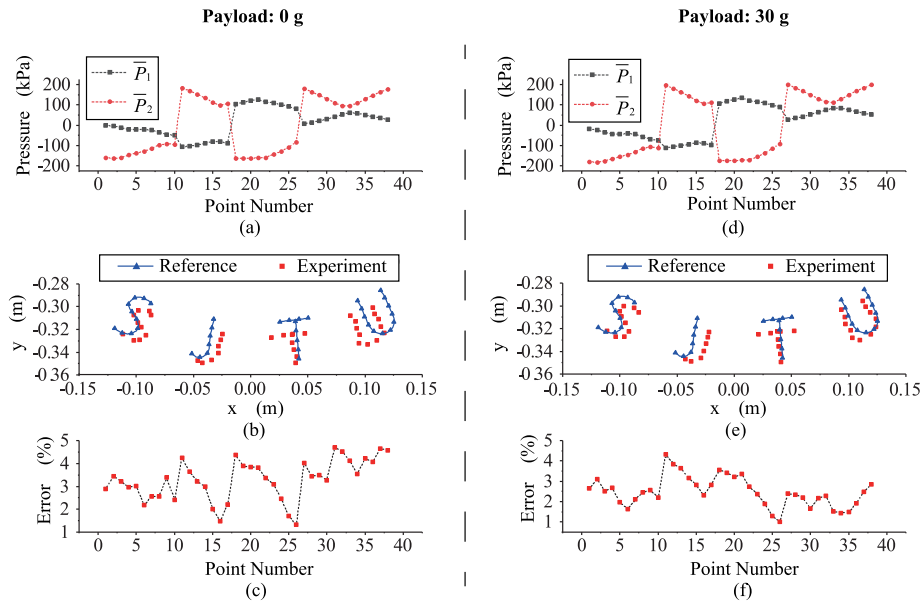 Payload: 0 g
P1
P2
Pressure (kPa)
200
100
0
-100
-200
0 5 10 15 20 25 30 35 40
Point Number
(a)
Reference Experiment
y (m)
-0.28
-0.30
-0.32
-0.34
-0.36
-0.15 -0.10 -0.05 0.00 0.05 0.10 0.15
x (m)
(b)
Error (%)
5
4
3
2
1
0 5 10 15 20 25 30 35 40
Point Number
(c)
Payload: 30 g
P1
P2
Pressure (kPa)
200
100
0
-100
-200
0 5 10 15 20 25 30 35 40
Point Number
(d)
Reference Experiment
y (m)
-0.28
-0.30
-0.32
-0.34
-0.36
-0.15 -0.10 -0.05 0.00 0.05 0.10 0.15
x (m)
(e)
Error (%)
5
4
3
2
1
0 5 10 15 20 25 30 35 40
Point Number
(f)